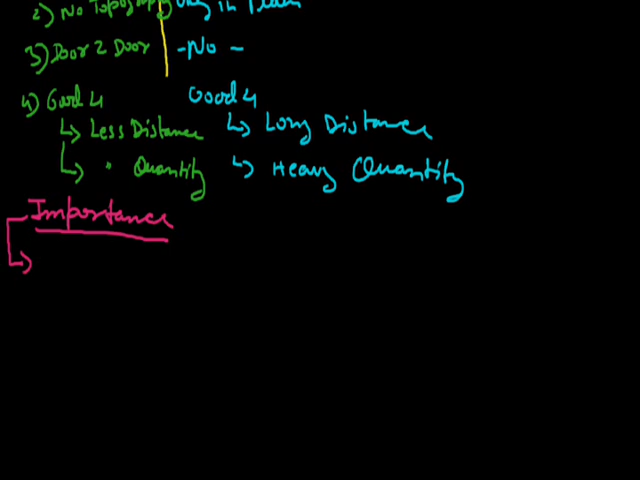 2) No Topography only in Plain
3) Door 2 Door -No -
4) Good 4 Good 4
↳ Less Distance ↳ Long Distance
↳ " Quantity ↳ Heavy Quantity
Importance